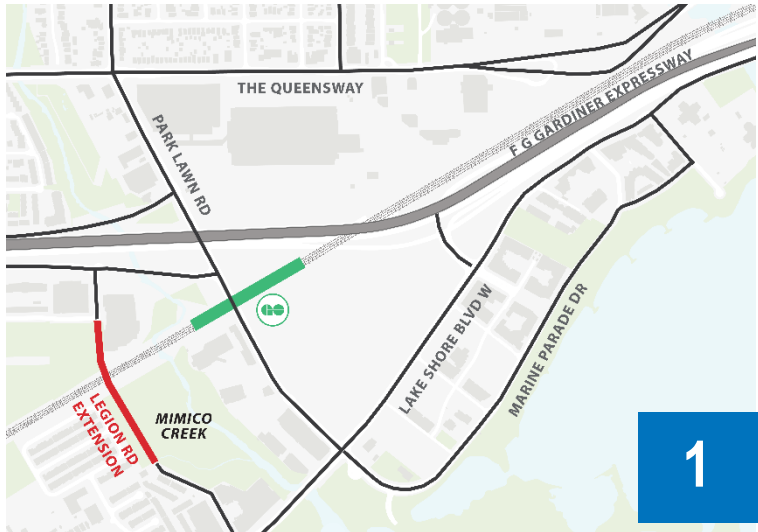 THE QUEENSWAY
F G GARDINER EXPRESSWAY
PARK LAWN RD
GO
LAKE SHORE BLVD W
MARINE PARADE DR
LEGION RD
EXTENSION
MIMICO
CREEK
1